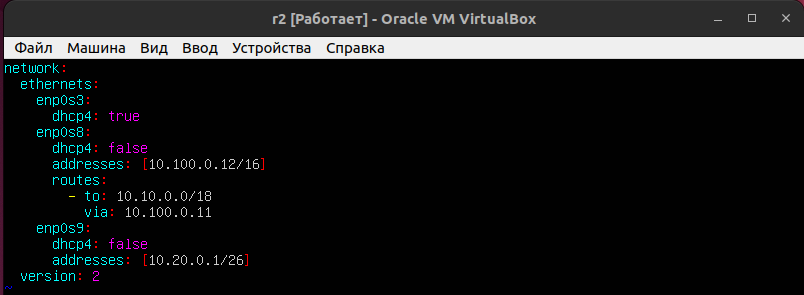 r2 [Работает] - Oracle VM VirtualBox
Файл Машина Вид Ввод Устройства Справка
network:
  ethernets:
    enp0s3:
      dhcp4: true
    enp0s8:
      dhcp4: false
      addresses: [10.100.0.12/16]
      routes:
        - to: 10.10.0.0/18
          via: 10.100.0.11
    enp0s9:
      dhcp4: false
      addresses: [10.20.0.1/26]
  version: 2
~